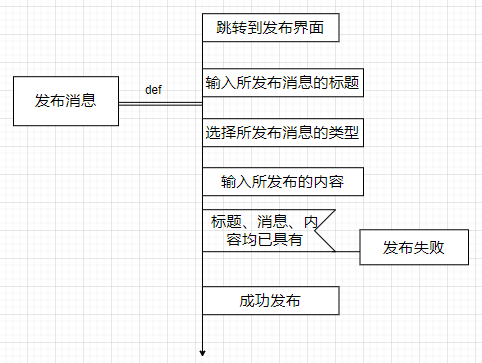 跳转到发布界面
输入所发布消息的标题
def
发布消息
选择所发布消息的类型
输入所发布的内容
标题、消息、内
容均已具有
发布失败
成功发布